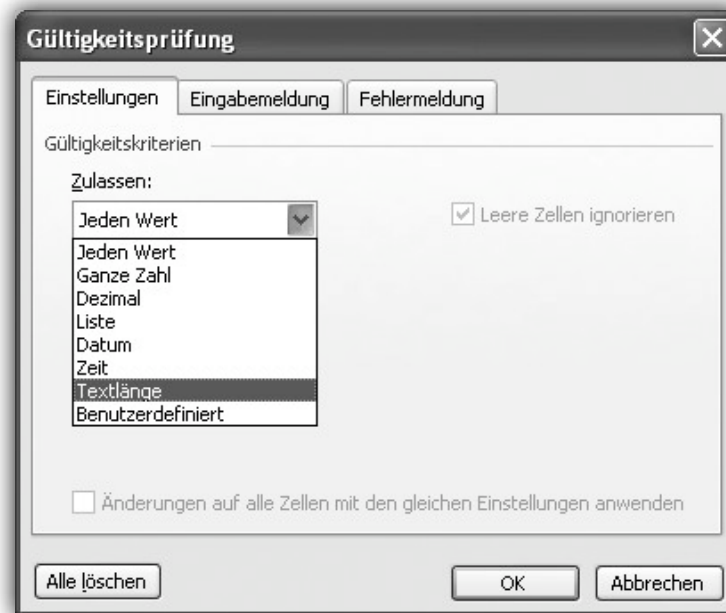 Gültigkeitsprüfung
Einstellungen Eingabemeldung Fehlermeldung
Gültigkeitskriterien
Zulassen:
Jeden Wert
Leere Zellen ignorieren
Jeden Wert
Ganze Zahl
Dezimal
Liste
Datum
Zeit
Textlänge
Benutzerdefiniert
Änderungen auf alle Zellen mit den gleichen Einstellungen anwenden
Alle löschen OK Abbrechen